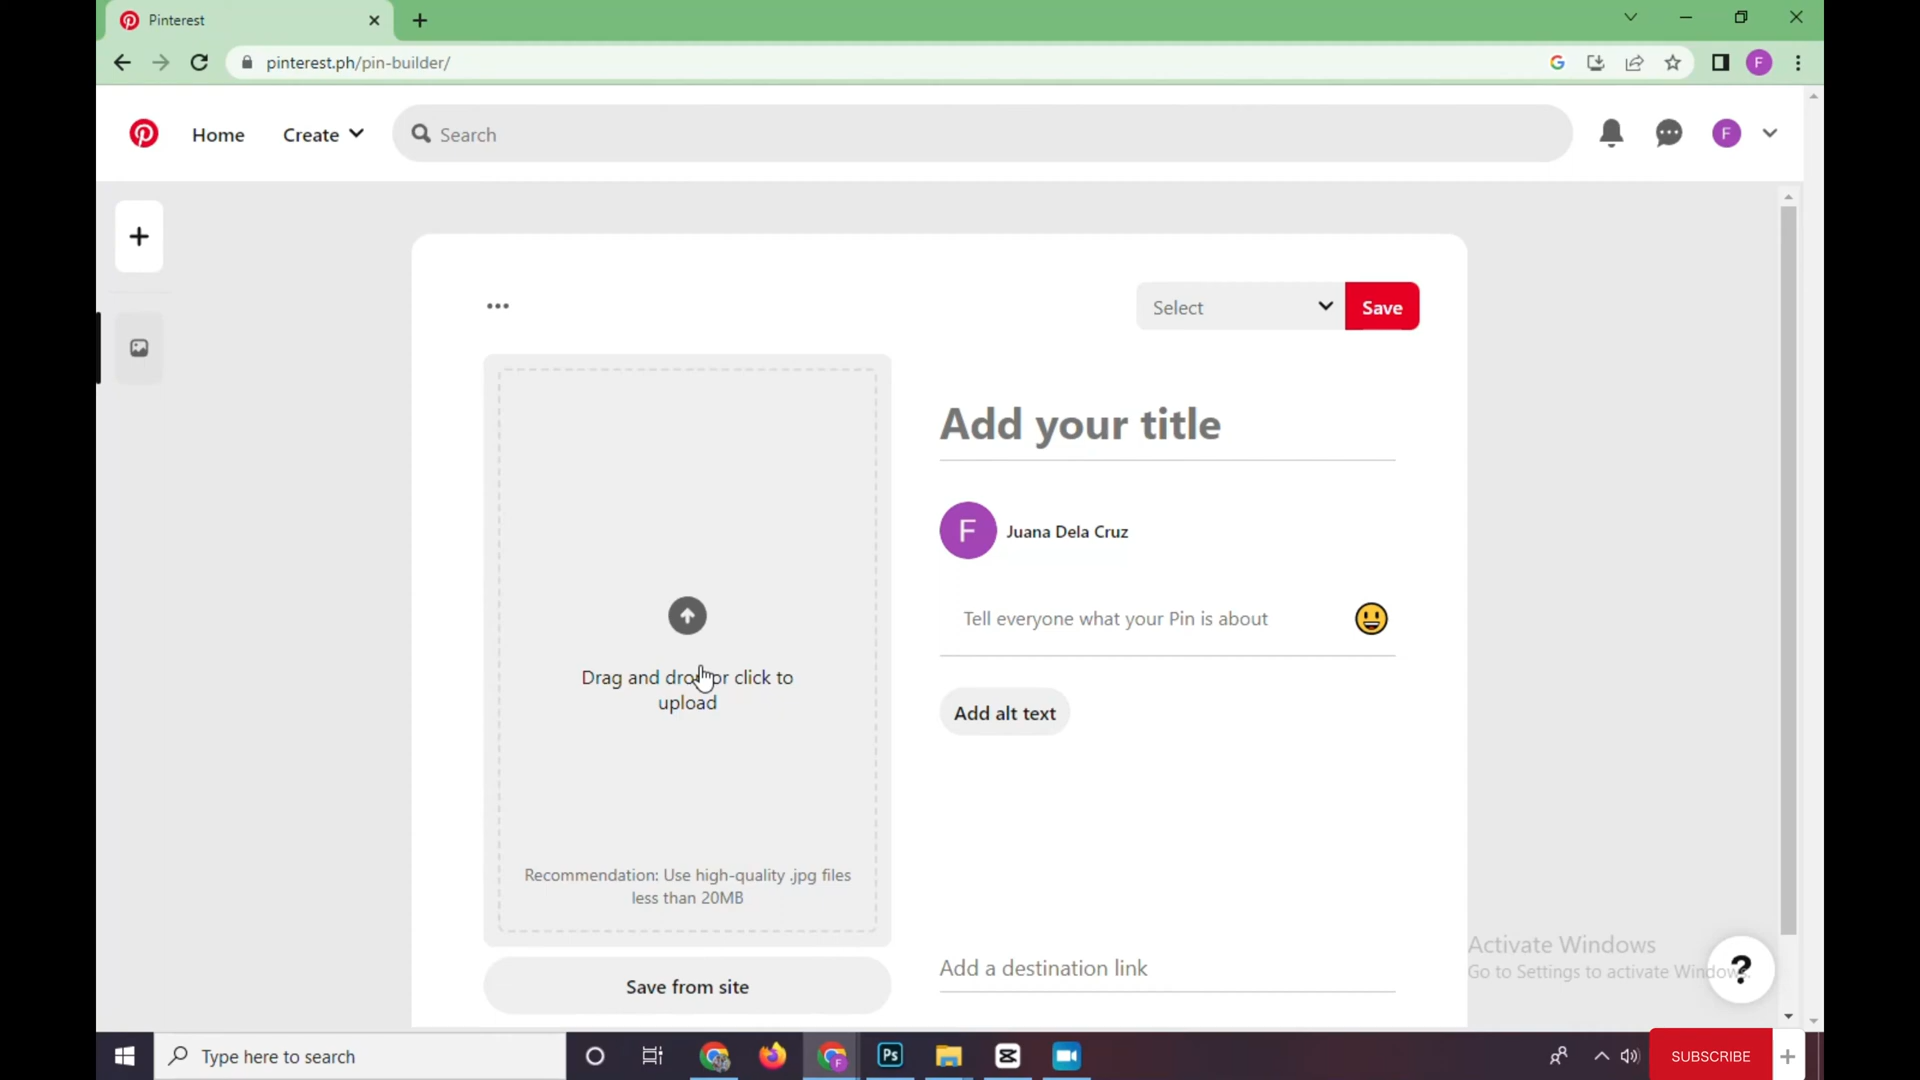 Pinterest
pinterest.ph/pin-builder/
F
Home
Create
Search
F
Select
Save
Add your title
F
Juana Dela Cruz
Tell everyone what your Pin is about
Drag and drop or click to
upload
Add alt text
Recommendation: Use high-quality .jpg files
less than 20MB
Activate Windows
Go to Settings to activate Windows.
?
Add a destination link
Save from site
Type here to search
F
Ps
SUBSCRIBE